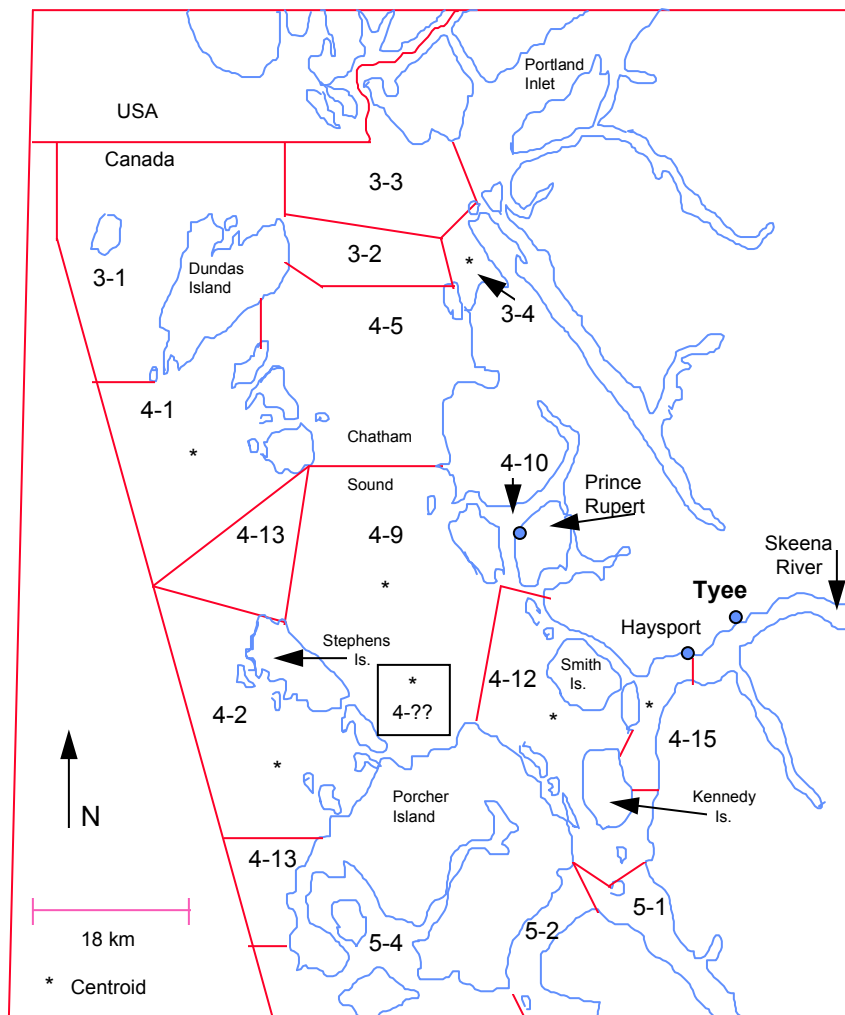 Portland
Inlet
USA
Canada
3-3
3-2
3-1
Dundas
Island
*
3-4
4-5
4-1
*
Chatham
Sound
4-10
Prince
Rupert
4-13
4-9
*
Skeena
River
Tyee
Haysport
Stephens
Is.
Smith
Is.
*
4-??
4-12
*
*
4-2
*
4-15
N
Porcher
Island
Kennedy
Is.
4-13
5-1
5-2
5-4
18 km
* Centroid